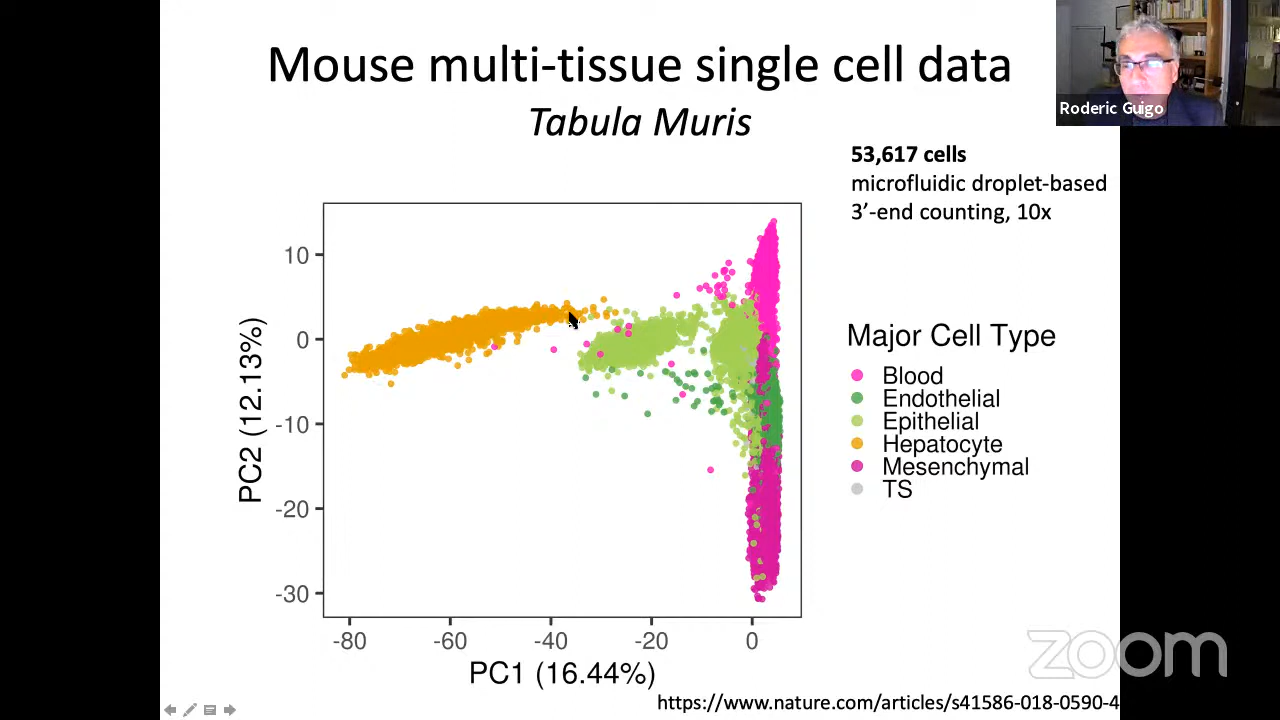 Mouse multi-tissue single cell data
Tabula Muris
Roderic Guigo
53,617 cells
microfluidic droplet-based
3’-end counting, 10x
PC2 (12.13%)
10
0
-10
-20
-30
-80
-60
-40
-20
0
PC1 (16.44%)
Major Cell Type
Blood
Endothelial
Epithelial
Hepatocyte
Mesenchymal
TS
zoom
https://www.nature.com/articles/s41586-018-0590-4